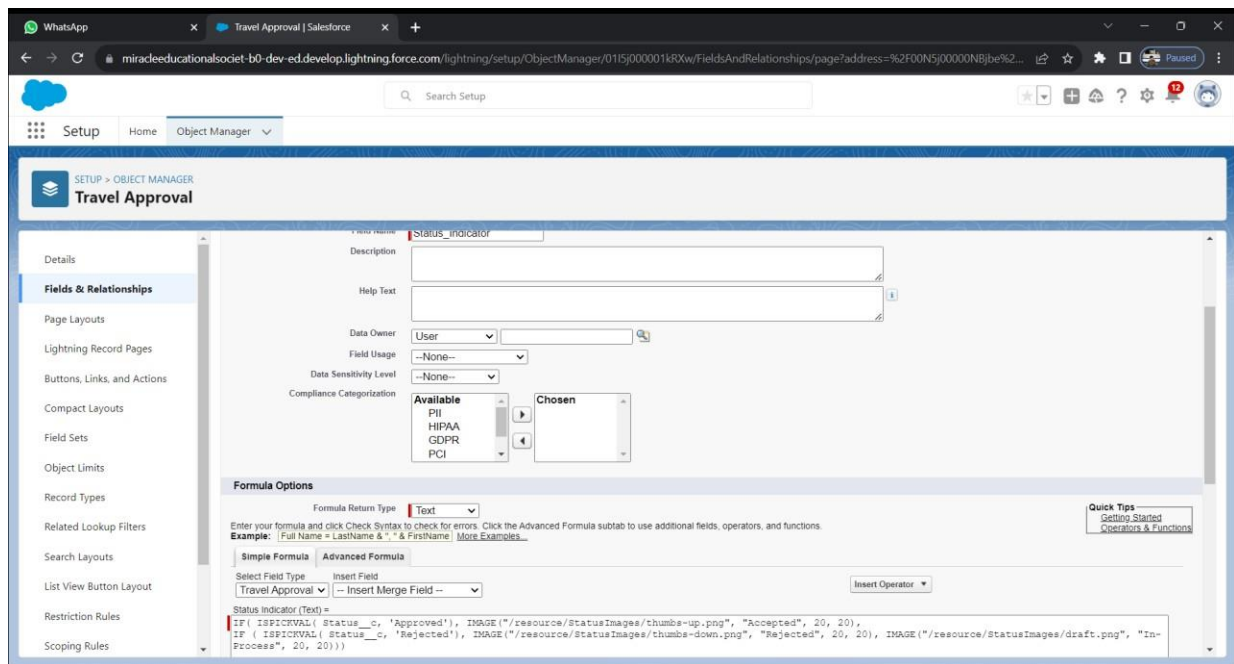 WhatsApp
Travel Approval | Salesforce
miracleeducationalsociet-b0-dev-ed.develop.lightning.force.com/lightning/setup/ObjectManager/01I5j000001kRXw/FieldsAndRelationships/page?address=%2F00N5j00000NBjbe%2...
Paused
Search Setup
12
Setup
Home
Object Manager
SETUP > OBJECT MANAGER
Travel Approval
Details
Fields & Relationships
Page Layouts
Lightning Record Pages
Buttons, Links, and Actions
Compact Layouts
Field Sets
Object Limits
Record Types
Related Lookup Filters
Search Layouts
List View Button Layout
Restriction Rules
Scoping Rules
Field Name Status_indicator
Description
Help Text
Data Owner User
Field Usage --None--
Data Sensitivity Level --None--
Compliance Categorization
Available
PII
HIPAA
GDPR
PCI
Chosen
Formula Options
Formula Return Type Text
Quick Tips
Getting Started
Operators & Functions
Enter your formula and click Check Syntax to check for errors. Click the Advanced Formula subtab to use additional fields, operators, and functions.
Example: Full Name = LastName & ", " & FirstName More Examples...
Simple Formula Advanced Formula
Select Field Type Insert Field
Travel Approval -- Insert Merge Field -- Insert Operator
Status Indicator (Text) =
IF( ISPICKVAL( Status__c, 'Approved'), IMAGE("/resource/StatusImages/thumbs-up.png", "Accepted", 20, 20),
IF ( ISPICKVAL( Status__c, 'Rejected'), IMAGE("/resource/StatusImages/thumbs-down.png", "Rejected", 20, 20), IMAGE("/resource/StatusImages/draft.png", "In-
Process", 20, 20)))